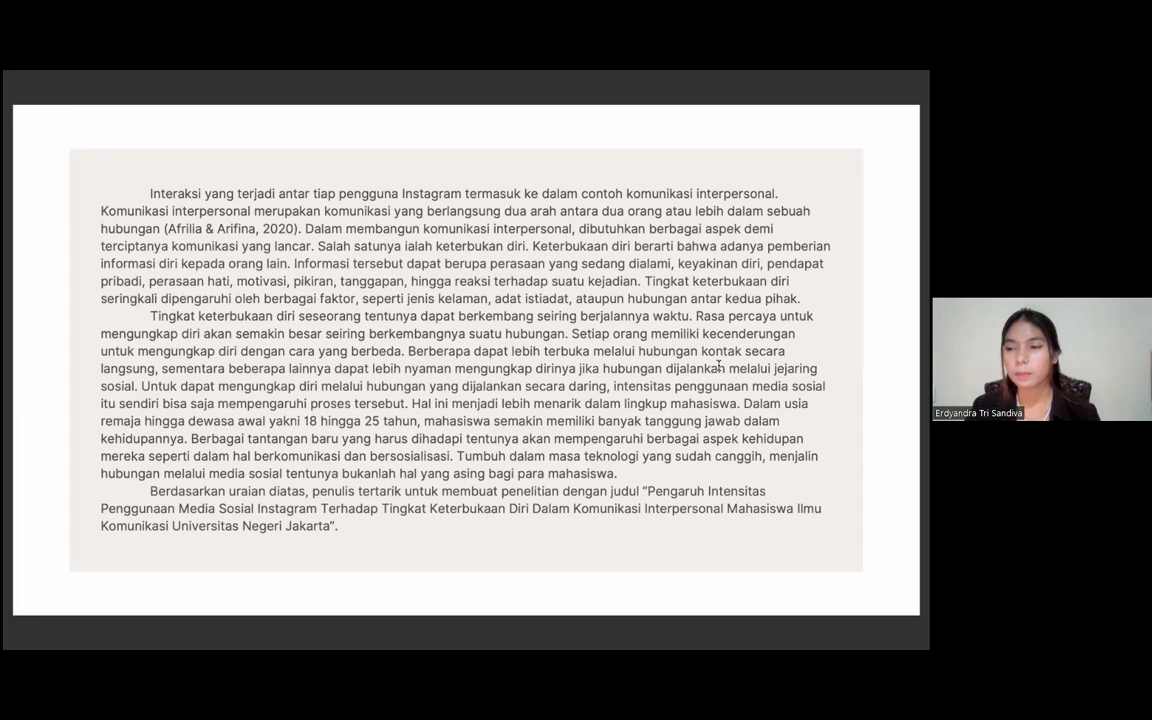 Interaksi yang terjadi antar tiap pengguna Instagram termasuk ke dalam contoh komunikasi interpersonal.
Komunikasi interpersonal merupakan komunikasi yang berlangsung dua arah antara dua orang atau lebih dalam sebuah
hubungan (Afrilia & Arifina, 2020). Dalam membangun komunikasi interpersonal, dibutuhkan berbagai aspek demi
terciptanya komunikasi yang lancar. Salah satunya ialah keterbukan diri. Keterbukaan diri berarti bahwa adanya pemberian
informasi diri kepada orang lain. Informasi tersebut dapat berupa perasaan yang sedang dialami, keyakinan diri, pendapat
pribadi, perasaan hati, motivasi, pikiran, tanggapan, hingga reaksi terhadap suatu kejadian. Tingkat keterbukaan diri
seringkali dipengaruhi oleh berbagai faktor, seperti jenis kelaman, adat istiadat, ataupun hubungan antar kedua pihak.
Tingkat keterbukaan diri seseorang tentunya dapat berkembang seiring berjalannya waktu. Rasa percaya untuk
mengungkap diri akan semakin besar seiring berkembangnya suatu hubungan. Setiap orang memiliki kecenderungan
untuk mengungkap diri dengan cara yang berbeda. Berberapa dapat lebih terbuka melalui hubungan kontak secara
langsung, sementara beberapa lainnya dapat lebih nyaman mengungkap dirinya jika hubungan dijalankan melalui jejaring
sosial. Untuk dapat mengungkap diri melalui hubungan yang dijalankan secara daring, intensitas penggunaan media sosial
itu sendiri bisa saja mempengaruhi proses tersebut. Hal ini menjadi lebih menarik dalam lingkup mahasiswa. Dalam usia
remaja hingga dewasa awal yakni 18 hingga 25 tahun, mahasiswa semakin memiliki banyak tanggung jawab dalam
kehidupannya. Berbagai tantangan baru yang harus dihadapi tentunya akan mempengaruhi berbagai aspek kehidupan
mereka seperti dalam hal berkomunikasi dan bersosialisasi. Tumbuh dalam masa teknologi yang sudah canggih, menjalin
hubungan melalui media sosial tentunya bukanlah hal yang asing bagi para mahasiswa.
Berdasarkan uraian diatas, penulis tertarik untuk membuat penelitian dengan judul “Pengaruh Intensitas
Penggunaan Media Sosial Instagram Terhadap Tingkat Keterbukaan Diri Dalam Komunikasi Interpersonal Mahasiswa Ilmu
Komunikasi Universitas Negeri Jakarta”.
Erdyandra Tri Sandiva